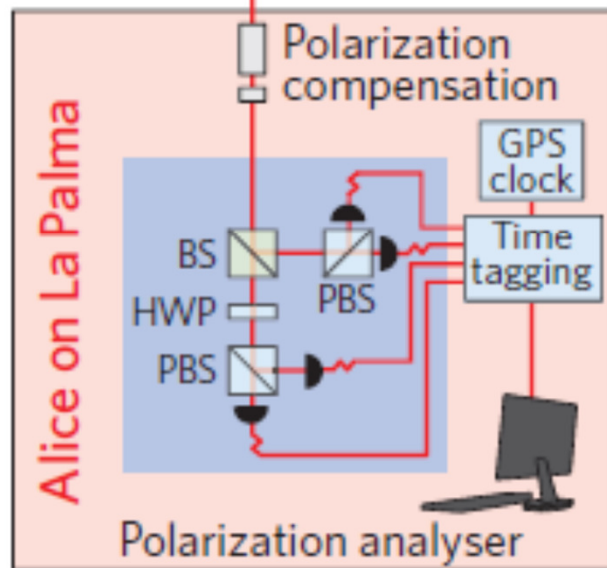 Polarization
compensation
Alice on La Palma
GPS
clock
BS
PBS
Time
tagging
HWP
PBS
Polarization analyser